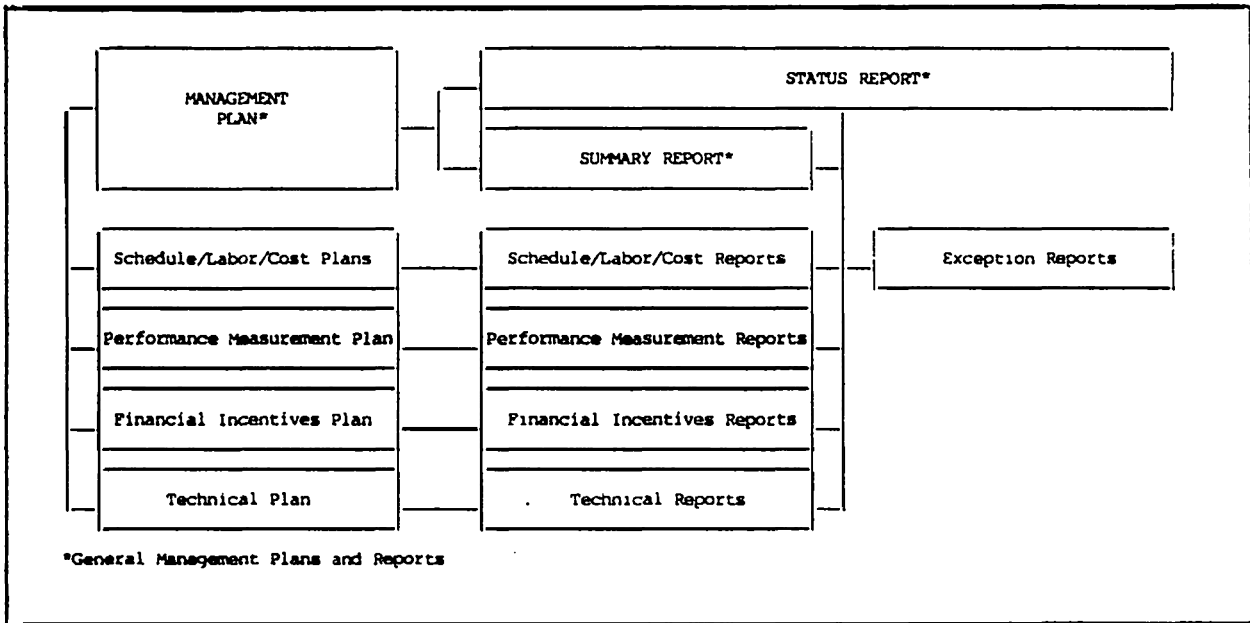 MANAGEMENT
PLAN*
STATUS REPORT*
SUMMARY REPORT*
Schedule/Labor/Cost Plans
Schedule/Labor/Cost Reports
Exception Reports
Performance Measurement Plan
Performance Measurement Reports
Financial Incentives Plan
Financial Incentives Reports
Technical Plan
Technical Reports
*General Management Plans and Reports